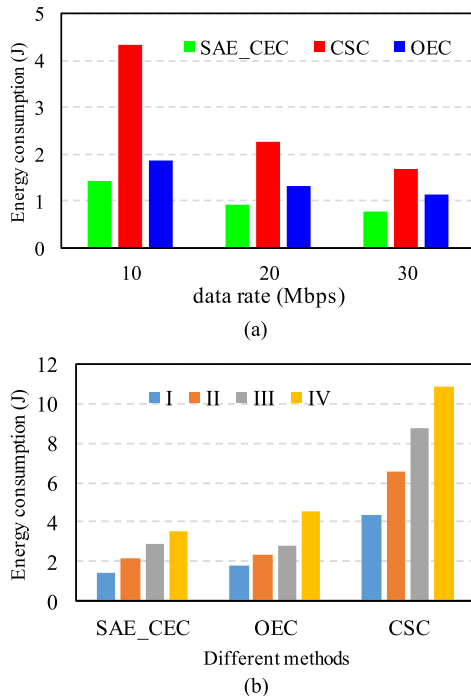 5
SAE_CEC CSC OEC
4
3
2
1
0
Energy consumption (J)
10 20 30
data rate (Mbps)
(a)
12
I II III IV
10
8
6
4
2
0
Energy consumption (J)
SAE_CEC OEC CSC
Different methods
(b)